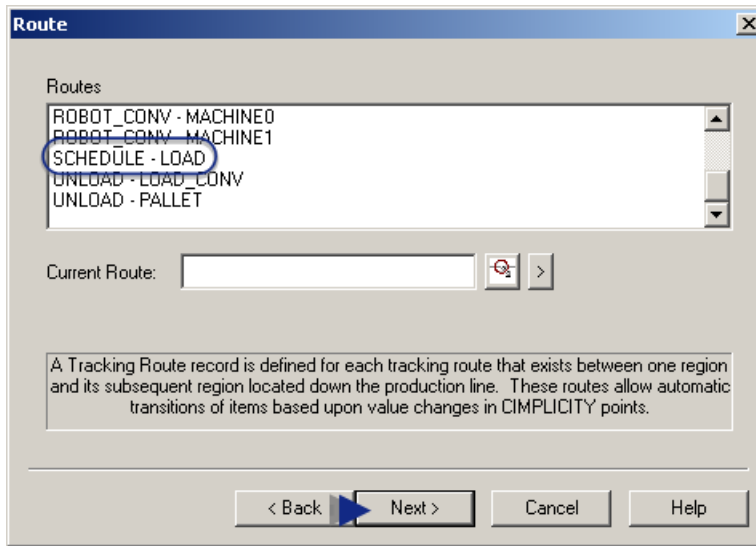 Route
Routes
ROBOT_CONV - MACHINE0
ROBOT_CONV - MACHINE1
SCHEDULE - LOAD
UNLOAD - LOAD_CONV
UNLOAD - PALLET
Current Route:
>
A Tracking Route record is defined for each tracking route that exists between one region
and its subsequent region located down the production line. These routes allow automatic
transitions of items based upon value changes in CIMPLICITY points.
< Back Next > Cancel Help